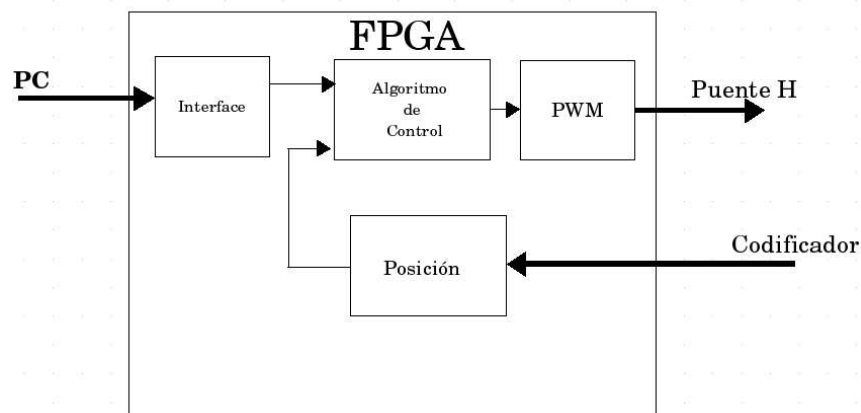 FPGA
PC
Interface
Algoritmo
de
Control
PWM
Puente H
Posición
Codificador